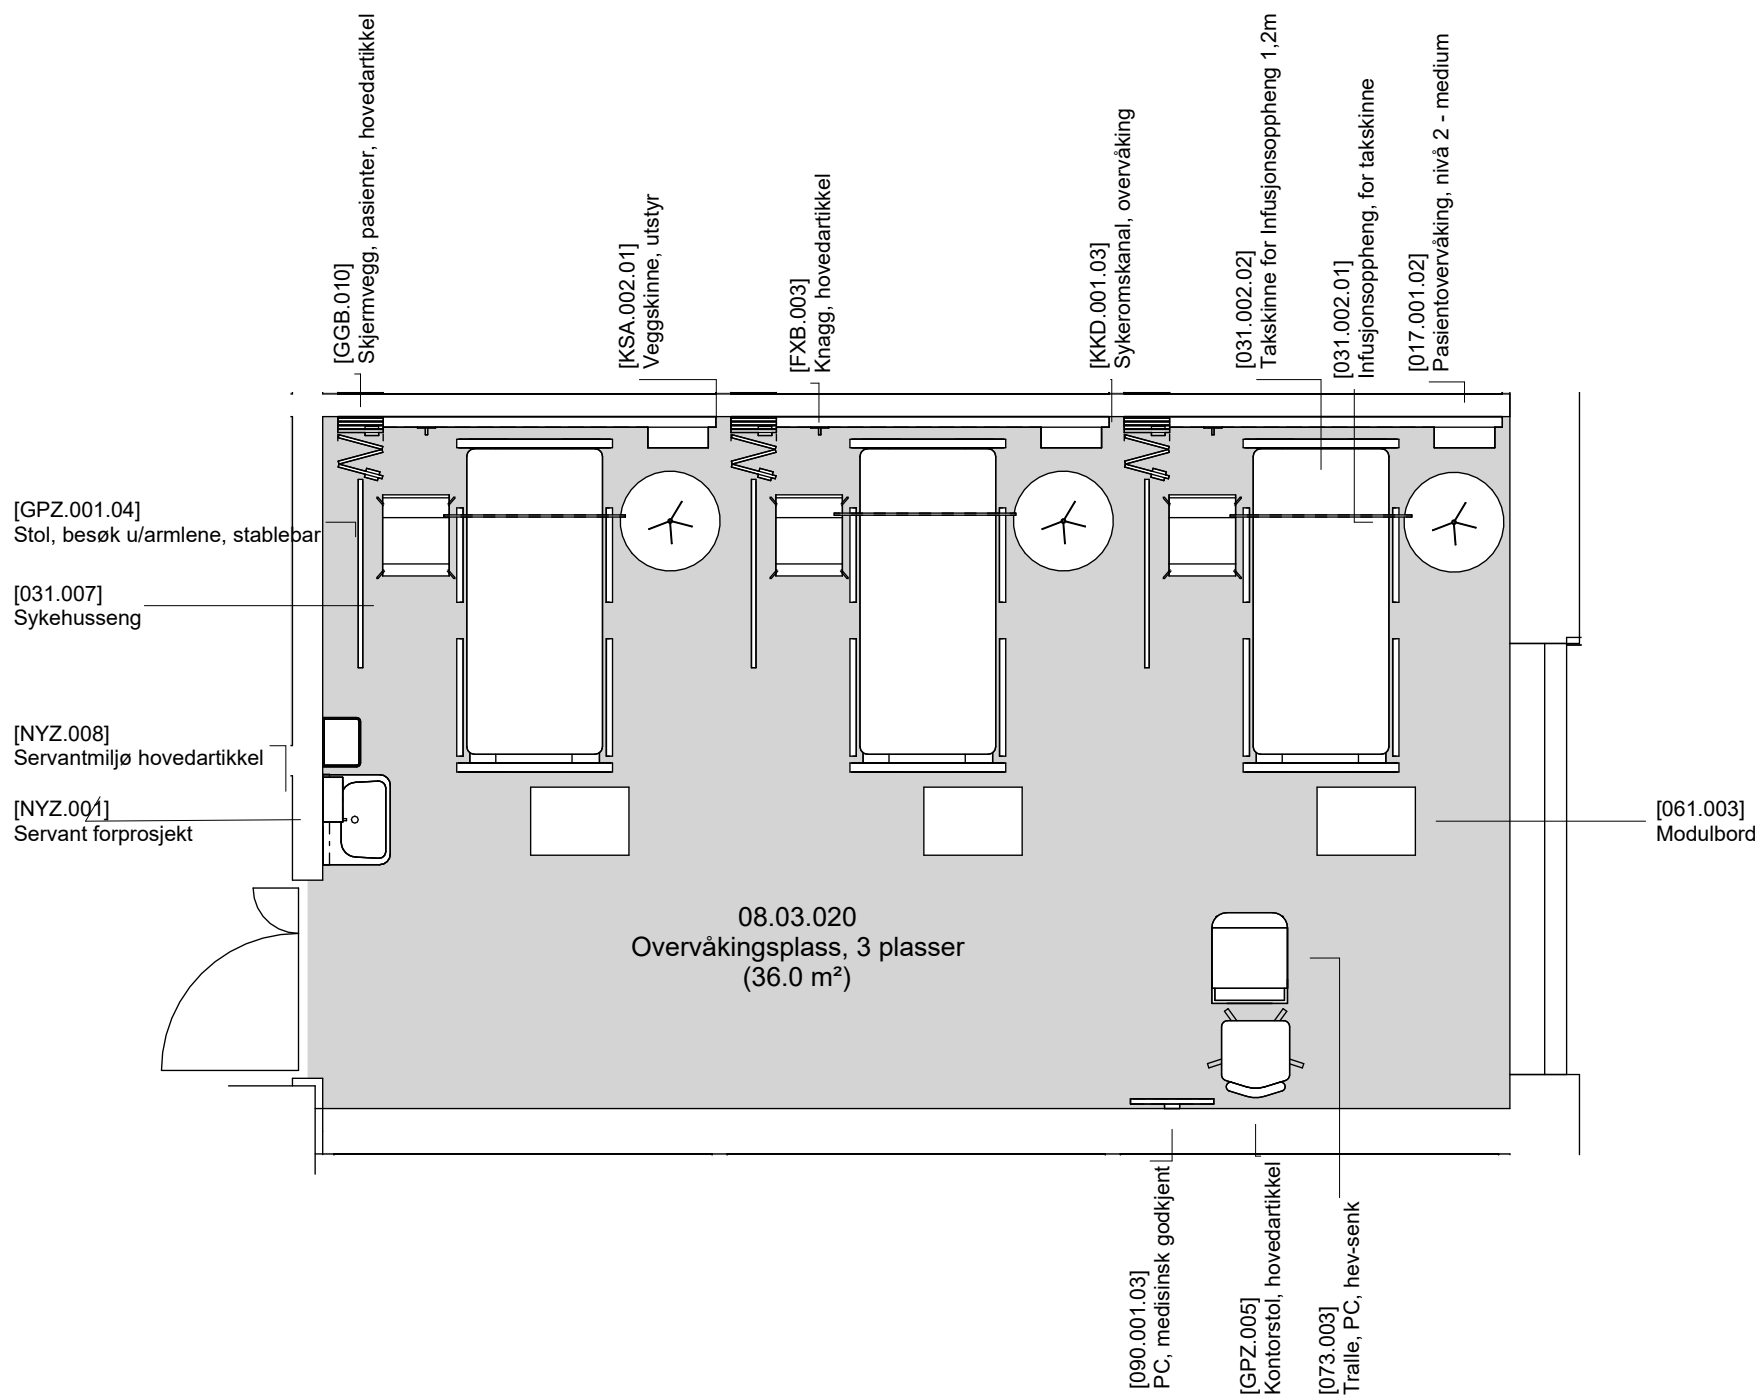 [GGB.010]
Skjermvegg, pasienter, hovedartikkel
[KSA.002.01]
Veggskinne, utstyr
[FXB.003]
Knagg, hovedartikkel
[KKD.001.03]
Sykeromskanal, overvåking
[031.002.02]
Takskinne for Infusjonsoppheng 1,2m
[031.002.01]
Infusjonsoppheng, for takskinne
[017.001.02]
Pasientovervåking, nivå 2 - medium
[GPZ.001.04]
Stol, besøk u/armlene, stablebar
[031.007]
Sykehusseng
[NYZ.008]
Servantmiljø hovedartikkel
[NYZ.001]
Servant forprosjekt
[061.003]
Modulbord
08.03.020
Overvåkingsplass, 3 plasser
(36.0 m²)
[090.001.03]
PC, medisinsk godkjent
[GPZ.005]
Kontorstol, hovedartikkel
[073.003]
Tralle, PC, hev-senk